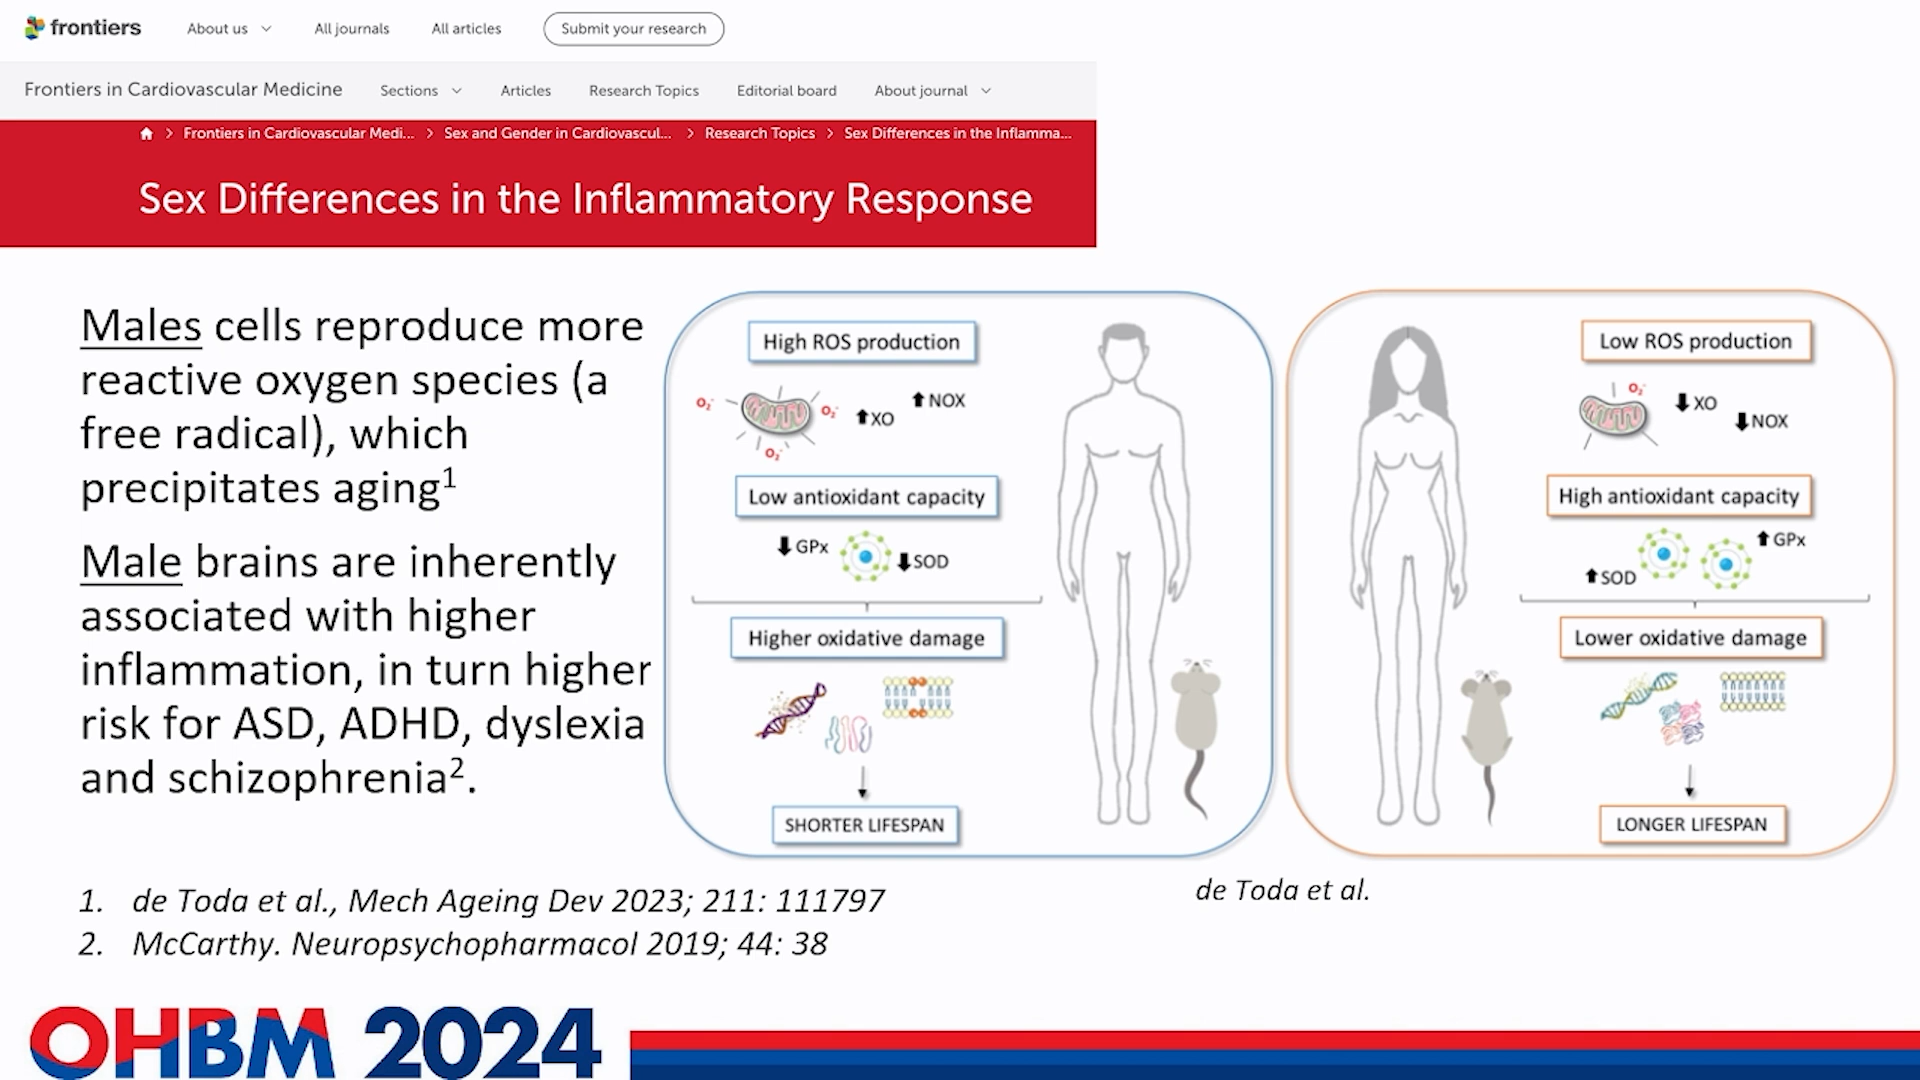 frontiers
About us
All journals
All articles
Submit your research
Frontiers in Cardiovascular Medicine
Sections
Articles
Research Topics
Editorial board
About journal
> Frontiers in Cardiovascular Medi... > Sex and Gender in Cardiovascul... > Research Topics > Sex Differences in the Inflamma...
Sex Differences in the Inflammatory Response
Males cells reproduce more
reactive oxygen species (a
free radical), which
precipitates aging¹
Male brains are inherently
associated with higher
inflammation, in turn higher
risk for ASD, ADHD, dyslexia
and schizophrenia².
High ROS production
O₂⁻
O₂⁻
O₂⁻
⬆XO
⬆NOX
Low antioxidant capacity
⬇GPx
⬇SOD
Higher oxidative damage
SHORTER LIFESPAN
Low ROS production
O₂⁻
⬇XO
⬇NOX
High antioxidant capacity
⬆GPx
⬆SOD
Lower oxidative damage
LONGER LIFESPAN
de Toda et al.
1. de Toda et al., Mech Ageing Dev 2023; 211: 111797
2. McCarthy. Neuropsychopharmacol 2019; 44: 38
OHBM 2024